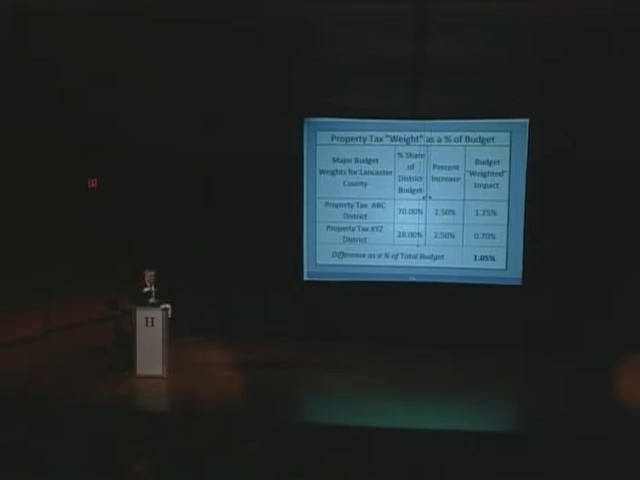 Property Tax "Weight" as a % of Budget
Major Budget
Weights for Lancaster
County
% Share
of
District
Budget
Percent
Increase
Budget
"Weighted"
Impact
Property Tax ABC
District
70.00%
2.50%
1.75%
Property Tax XYZ
District
28.00%
2.50%
0.70%
Difference as a % of Total Budget
1.05%
H